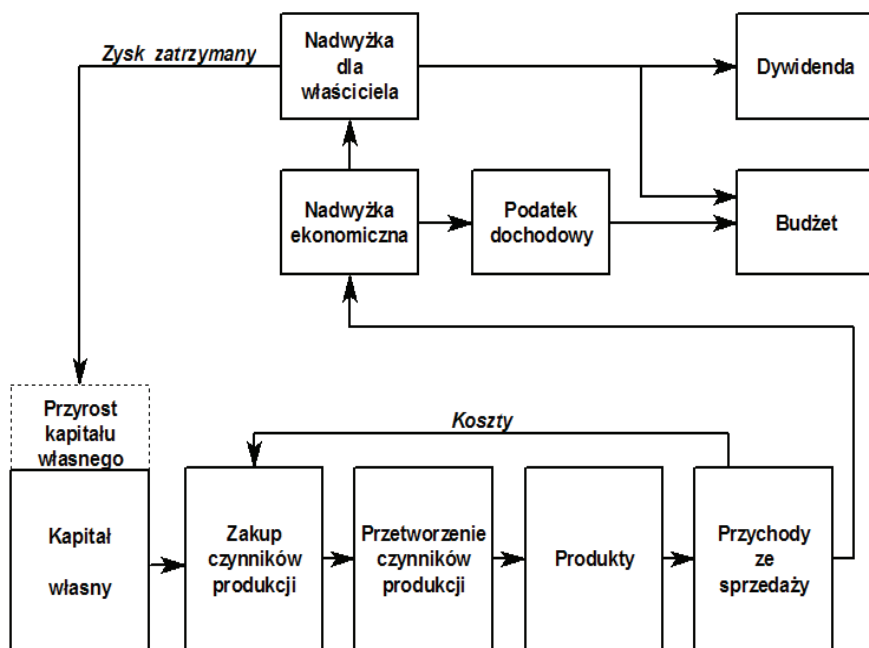 Zysk zatrzymany
Nadwyżka
dla
właściciela
Dywidenda
Nadwyżka
ekonomiczna
Podatek
dochodowy
Budżet
Przyrost
kapitału
własnego
Koszty
Kapitał
własny
Zakup
czynników
produkcji
Przetworzenie
czynników
produkcji
Produkty
Przychody
ze
sprzedaży